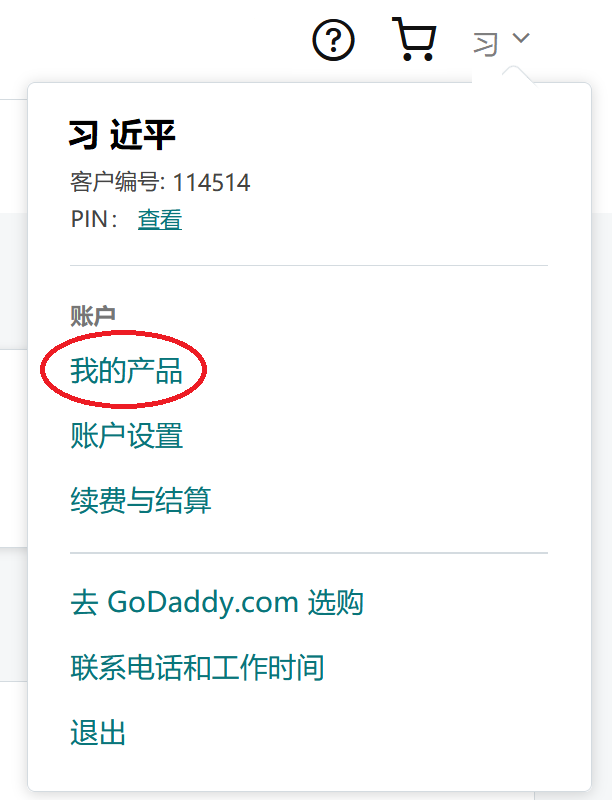 习
习 近平
客户编号: 114514
PIN： 查看
账户
我的产品
账户设置
续费与结算
去 GoDaddy.com 选购
联系电话和工作时间
退出